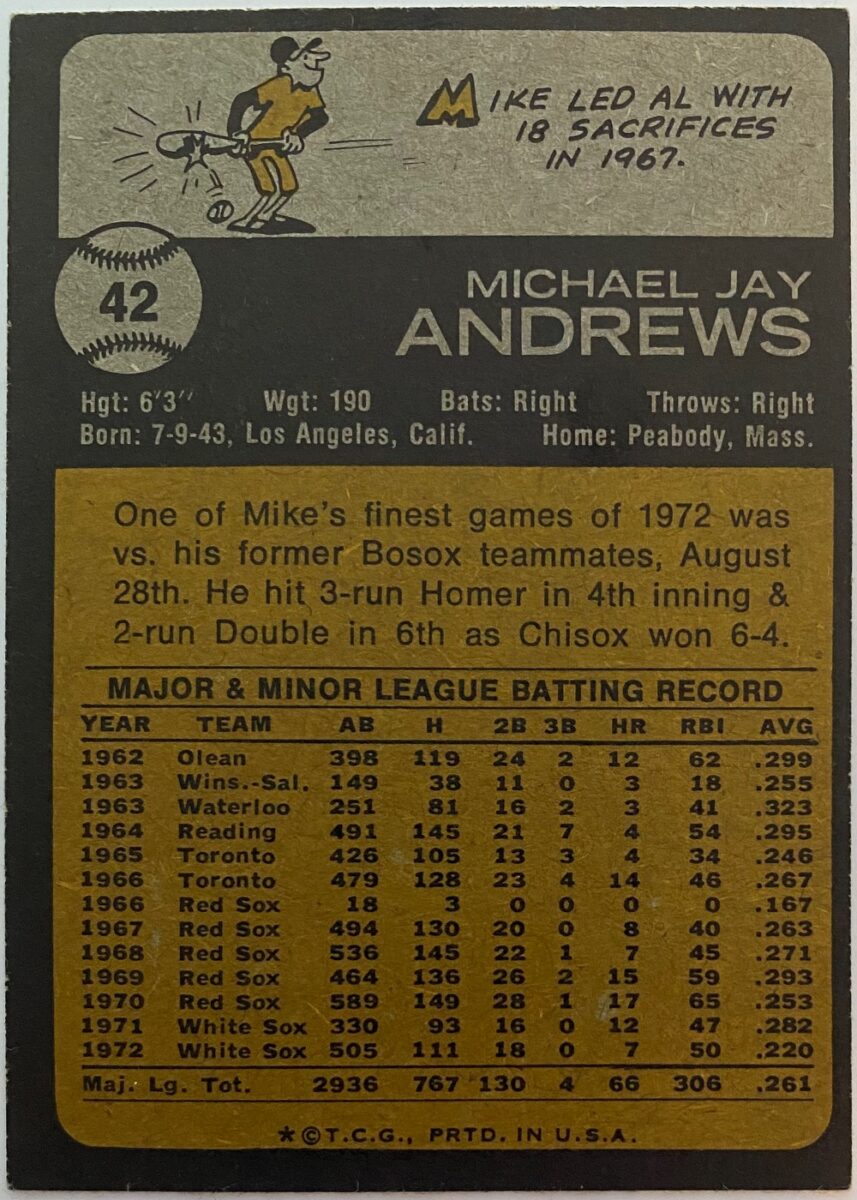 MIKE LED AL WITH
18 SACRIFICES
IN 1967.
42
MICHAEL JAY
ANDREWS
Hgt: 6'3" Wgt: 190 Bats: Right Throws: Right
Born: 7-9-43, Los Angeles, Calif. Home: Peabody, Mass.
One of Mike's finest games of 1972 was
vs. his former Bosox teammates, August
28th. He hit 3-run Homer in 4th inning &
2-run Double in 6th as Chisox won 6-4.
MAJOR & MINOR LEAGUE BATTING RECORD
YEAR TEAM AB H 2B 3B HR RBI AVG
1962 Olean 398 119 24 2 12 62 .299
1963 Wins.-Sal. 149 38 11 0 3 18 .255
1963 Waterloo 251 81 16 2 3 41 .323
1964 Reading 491 145 21 7 4 54 .295
1965 Toronto 426 105 13 3 4 34 .246
1966 Toronto 479 128 23 4 14 46 .267
1966 Red Sox 18 3 0 0 0 0 .167
1967 Red Sox 494 130 20 0 8 40 .263
1968 Red Sox 536 145 22 1 7 45 .271
1969 Red Sox 464 136 26 2 15 59 .293
1970 Red Sox 589 149 28 1 17 65 .253
1971 White Sox 330 93 16 0 12 47 .282
1972 White Sox 505 111 18 0 7 50 .220
Maj. Lg. Tot. 2936 767 130 4 66 306 .261
*©T.C.G., PRTD. IN U.S.A.